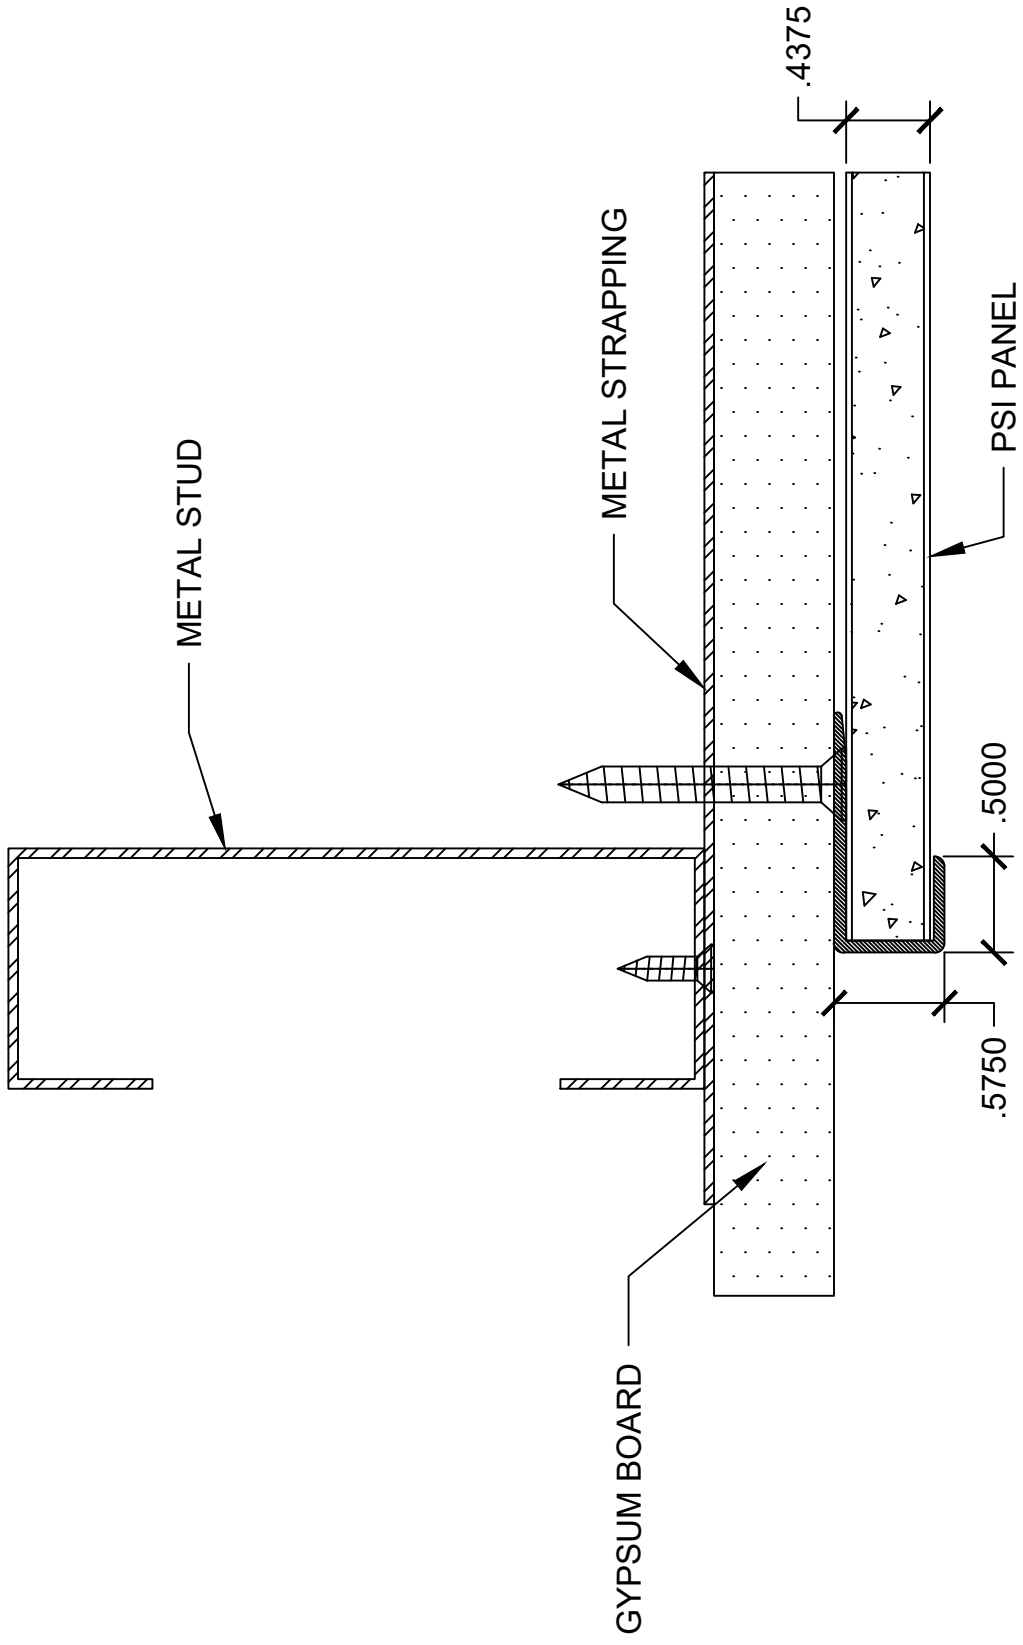 METAL STUD
METAL STRAPPING
GYPSUM BOARD
PSI PANEL
.4375
.5000
.5750